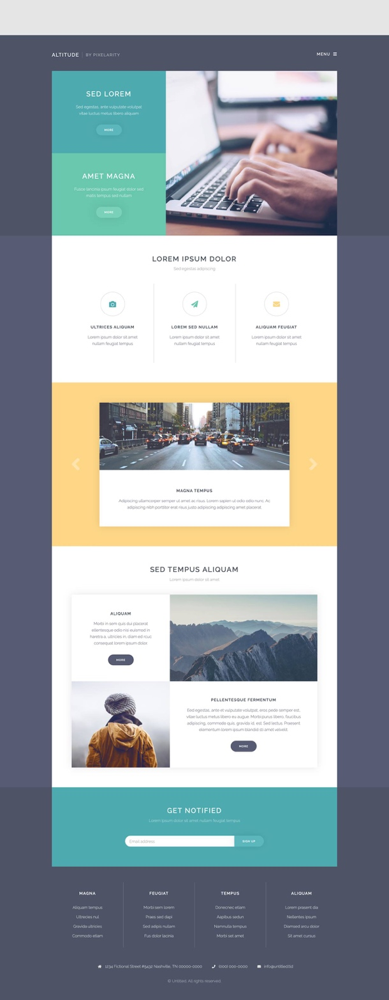 ALTITUDE | BY PIXELARITY
MENU
SED LOREM
Sed egestas, ante vulputate volutpat
vitae luctus metus libero aliquam
MORE
AMET MAGNA
Fusce lancinia ipsum feugiat dolor sed
matis tempus sed nullam
MORE
LOREM IPSUM DOLOR
Sed egestas adipiscing
ULTRICES ALIQUAM
Lorem ipsum dolor sit amet
nullam feugiat tempus
LOREM SED NULLAM
Lorem ipsum dolor sit amet
nullam feugiat tempus
ALIQUAM FEUGIAT
Lorem ipsum dolor sit amet
nullam feugiat tempus
MAGNA TEMPUS
Adipiscing ullamcorper semper ut amet ac risus. Lorem sapien ut odio odio nunc. Ac
adipiscing nibh porttitor erat risus justo adipiscing adipiscing amet placerat.
SED TEMPUS ALIQUAM
Lorem ipsum dolor sit amet
ALIQUAM
Morbi in sem quis dui placerat
ellentesque odio nisi euismod in
haretra a, ultricies in, diam ed rcuc
consequat lorem ipsum dolor.
MORE
PELLENTESQUE FERMENTUM
Eed egestas, ante et vulputate volutpat, eros pede semper est,
vitae luctus metus libero eu augue. Morbi purus libero, faucibus
adipiscing, commodo quis, gravida id, est. Sed lectus. Praesent
elementum lorem ipsum blandist sti amet velvelit
MORE
GET NOTIFIED
Lorem ipsum dolor sit amet nullam feugiat tempus
Email address
SIGN UP
MAGNA
Aliquam tempus
Ultrecies nul
Gravida ultricies
Commodo etiam
FEUGIAT
Morbi sem lorem
Praes sed dapi
Sed adipis nullam
Fus dolor lacinia
TEMPUS
Donecnec etiam
Aapibus sedun
Namnulla tempus
Morbi set amet
ALIQUAM
Lorem prasent dia
Nellentes ipsum
Diamsed arcu dolor
Sit amet cursus
1234 Fictional Street #5432 Nashville, TN 00000-0000
(000) 000-0000
info@untitled.tld
© Untitled. All rights reserved.